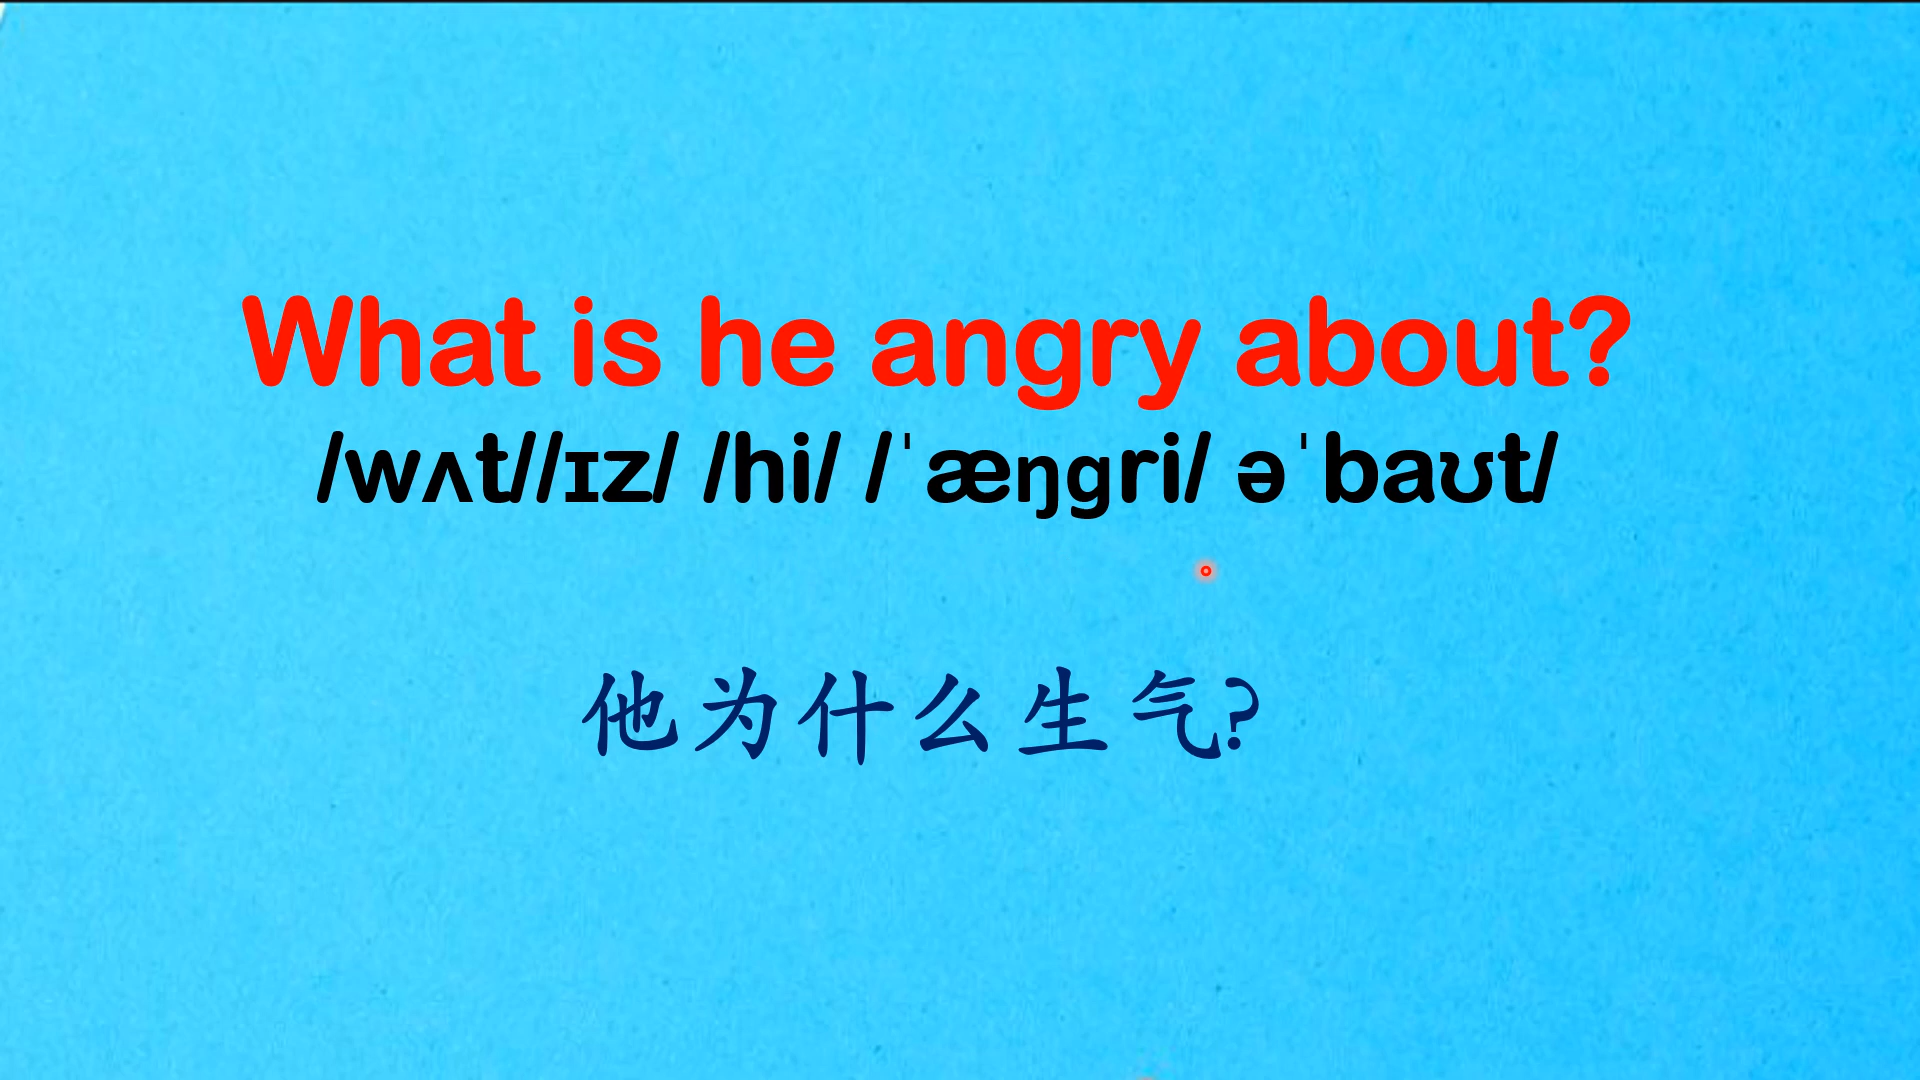 What is he angry about?
/wʌt//ɪz/ /hi/ /ˈæŋgri/ əˈbaʊt/
他为什么生气?